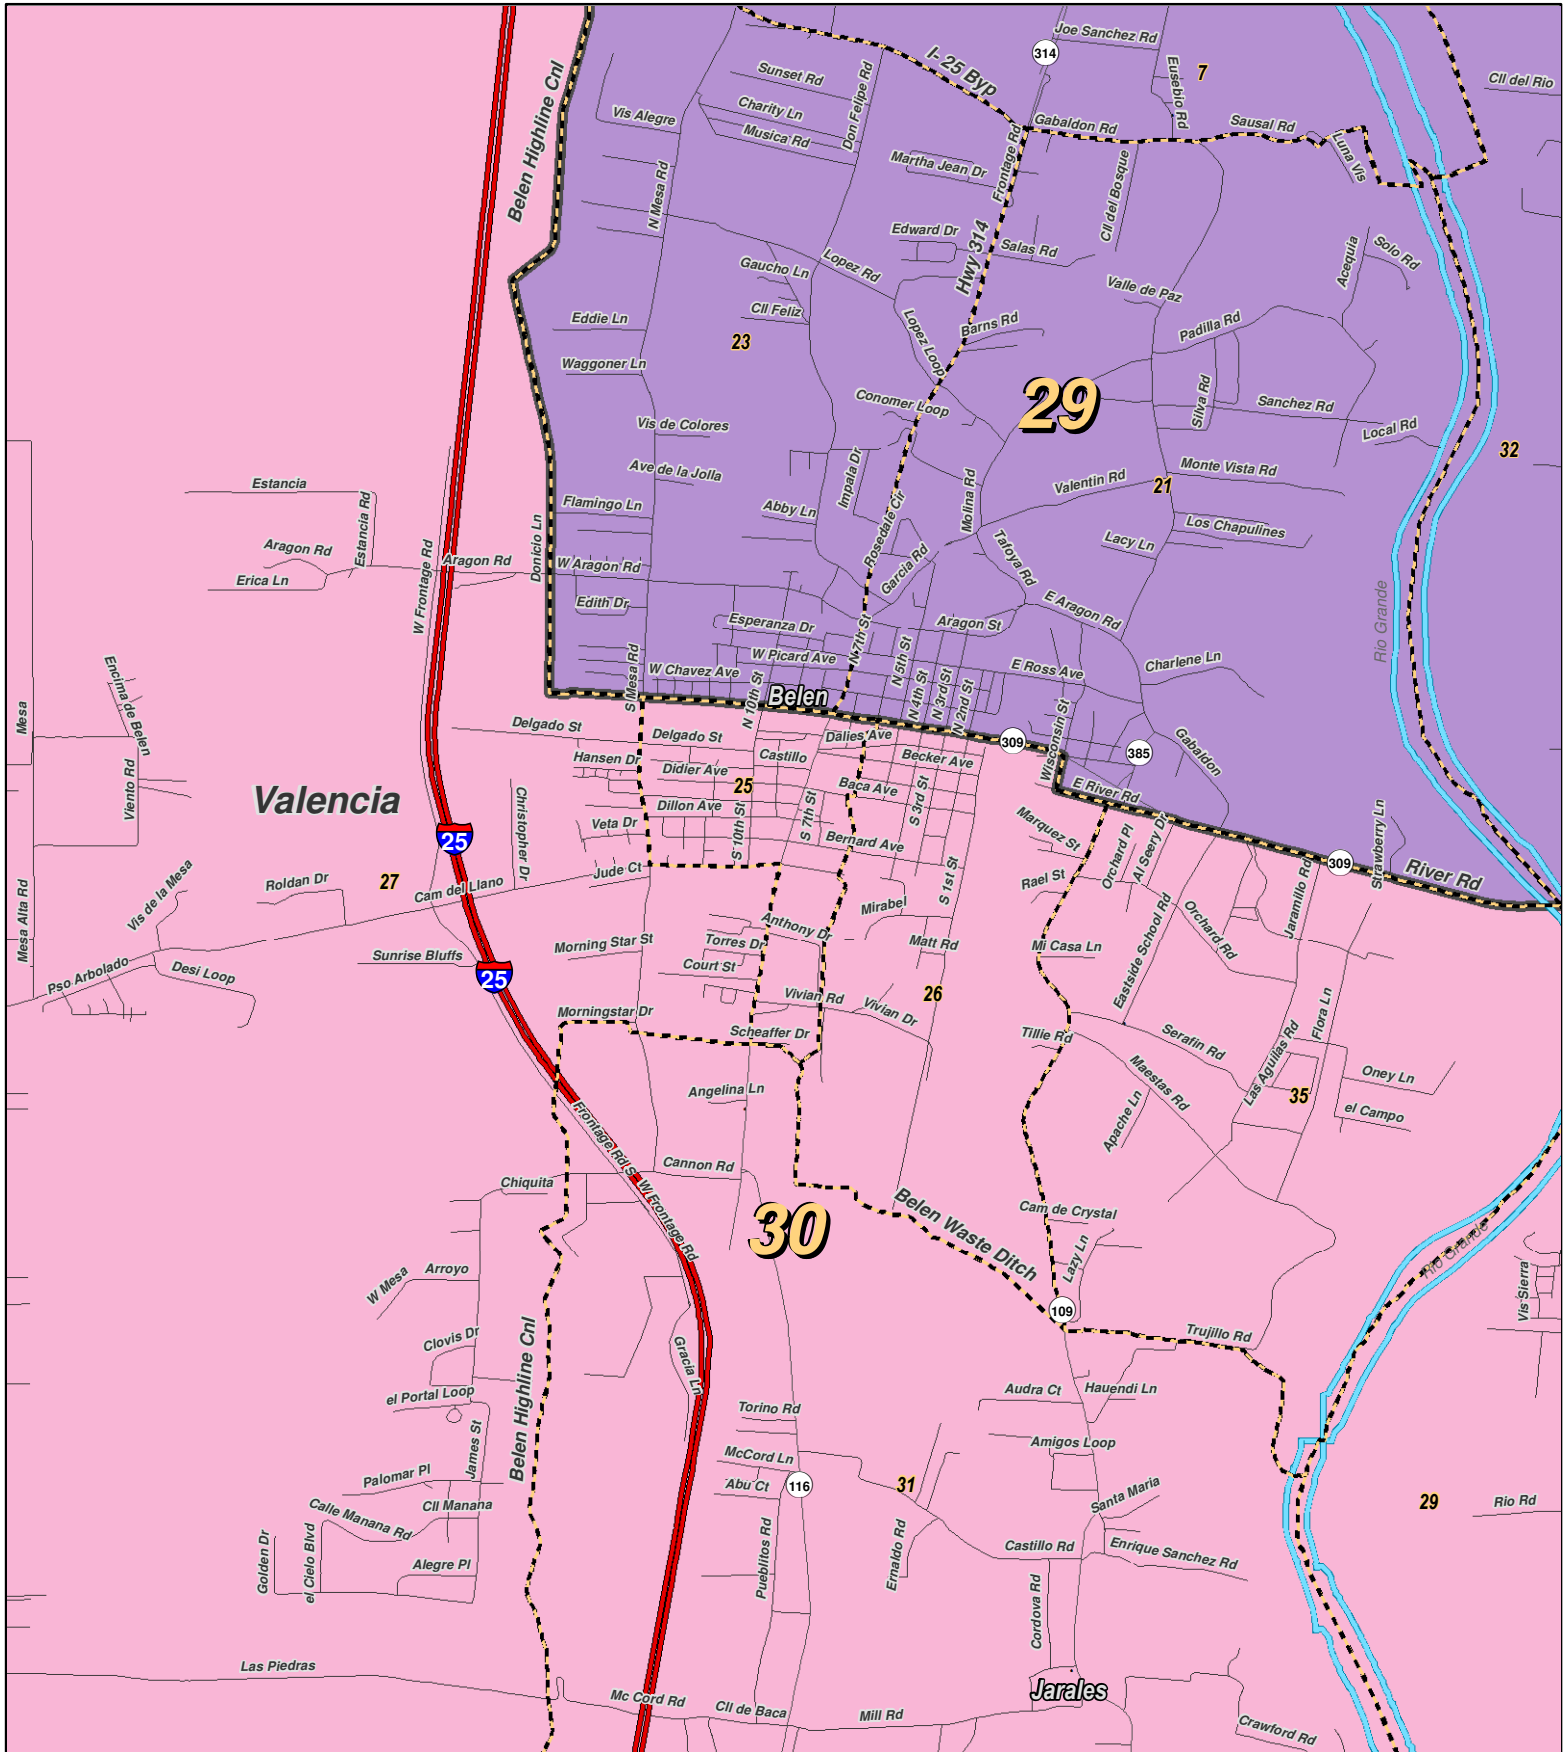 Joe Sanchez Rd
314
I- 25 Byp
7
Cll del Rio
Sunset Rd
Don Felipe Rd
Eusebio Rd
Belen Highline Cnl
Vis Alegre
Charity Ln
Musica Rd
Gabaldon Rd
Sausal Rd
Luna Vis
Martha Jean Dr
Frontage Rd
Cll del Bosque
N Mesa Rd
Edward Dr
Salas Rd
Hwy 314
Acequia
Solo Rd
Gaucho Ln
Lopez Rd
Valle de Paz
Cll Feliz
Eddie Ln
23
Lopez Loop
Barns Rd
Padilla Rd
Waggoner Ln
29
Conomer Loop
Silva Rd
Sanchez Rd
Vis de Colores
Local Rd
32
Ave de la Jolla
Impala Dr
Molina Rd
Valentin Rd
Monte Vista Rd
21
Estancia
Estancia Rd
Flamingo Ln
Abby Ln
Rosedale Cir
Los Chapulines
Aragon Rd
Aragon Rd
Donicio Ln
W Aragon Rd
Garcia Rd
Tafoya Rd
Lacy Ln
Erica Ln
W Frontage Rd
Edith Dr
Esperanza Dr
Aragon St
E Aragon Rd
Rio Grande
N 7th St
N 5th St
W Picard Ave
W Chavez Ave
E Ross Ave
Charlene Ln
Encima de Belen
S Mesa Rd
N 10th St
Belen
N 4th St
N 3rd St
N 2nd St
Mesa
Delgado St
Delgado St
Dalies Ave
309
Wisconsin St
385
Gabaldon
Hansen Dr
Didier Ave
Castillo
Becker Ave
25
Baca Ave
E River Rd
Viento Rd
Valencia
Christopher Dr
Dillon Ave
S 10th St
S 7th St
S 3rd St
Veta Dr
Bernard Ave
Marquez St
Orchard Pl
Al Seery Dr
Strawberry Ln
25
Jude Ct
S 1st St
309
River Rd
Roldan Dr
27
Cam del Llano
Rael St
Jaramillo Rd
Mesa Alta Rd
Vis de la Mesa
Mirabel
Eastside School Rd
Orchard Rd
Anthony Dr
Morning Star St
Torres Dr
Matt Rd
Mi Casa Ln
Sunrise Bluffs
Court St
Pso Arbolado
Desi Loop
25
Vivian Rd
26
Vivian Dr
Flora Ln
Morningstar Dr
Scheaffer Dr
Tillie Rd
Serafin Rd
Las Aguilas Rd
Maestas Rd
Oney Ln
35
Angelina Ln
el Campo
Apache Ln
Frontage Rd S
Cannon Rd
Chiquita
W Frontage Rd
Belen Waste Ditch
Cam de Crystal
30
Lazy Ln
Rio Grande
W Mesa
Arroyo
Vis Sierra
109
Trujillo Rd
Clovis Dr
Gracia Ln
Belen Highline Cnl
el Portal Loop
Audra Ct
Hauendi Ln
Torino Rd
James St
Amigos Loop
McCord Ln
Palomar Pl
Abu Ct
116
31
Santa Maria
29
Rio Rd
Calle Manana Rd
Cll Manana
Golden Dr
el Cielo Blvd
Alegre Pl
Pueblitos Rd
Ernaldo Rd
Castillo Rd
Enrique Sanchez Rd
Cordova Rd
Las Piedras
Jarales
Mc Cord Rd
Cll de Baca
Mill Rd
Crawford Rd